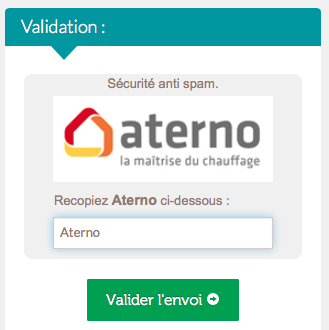 Validation :
Sécurité anti spam.
aterno
la maîtrise du chauffage
Recopiez Aterno ci-dessous :
Aterno
Valider l'envoi